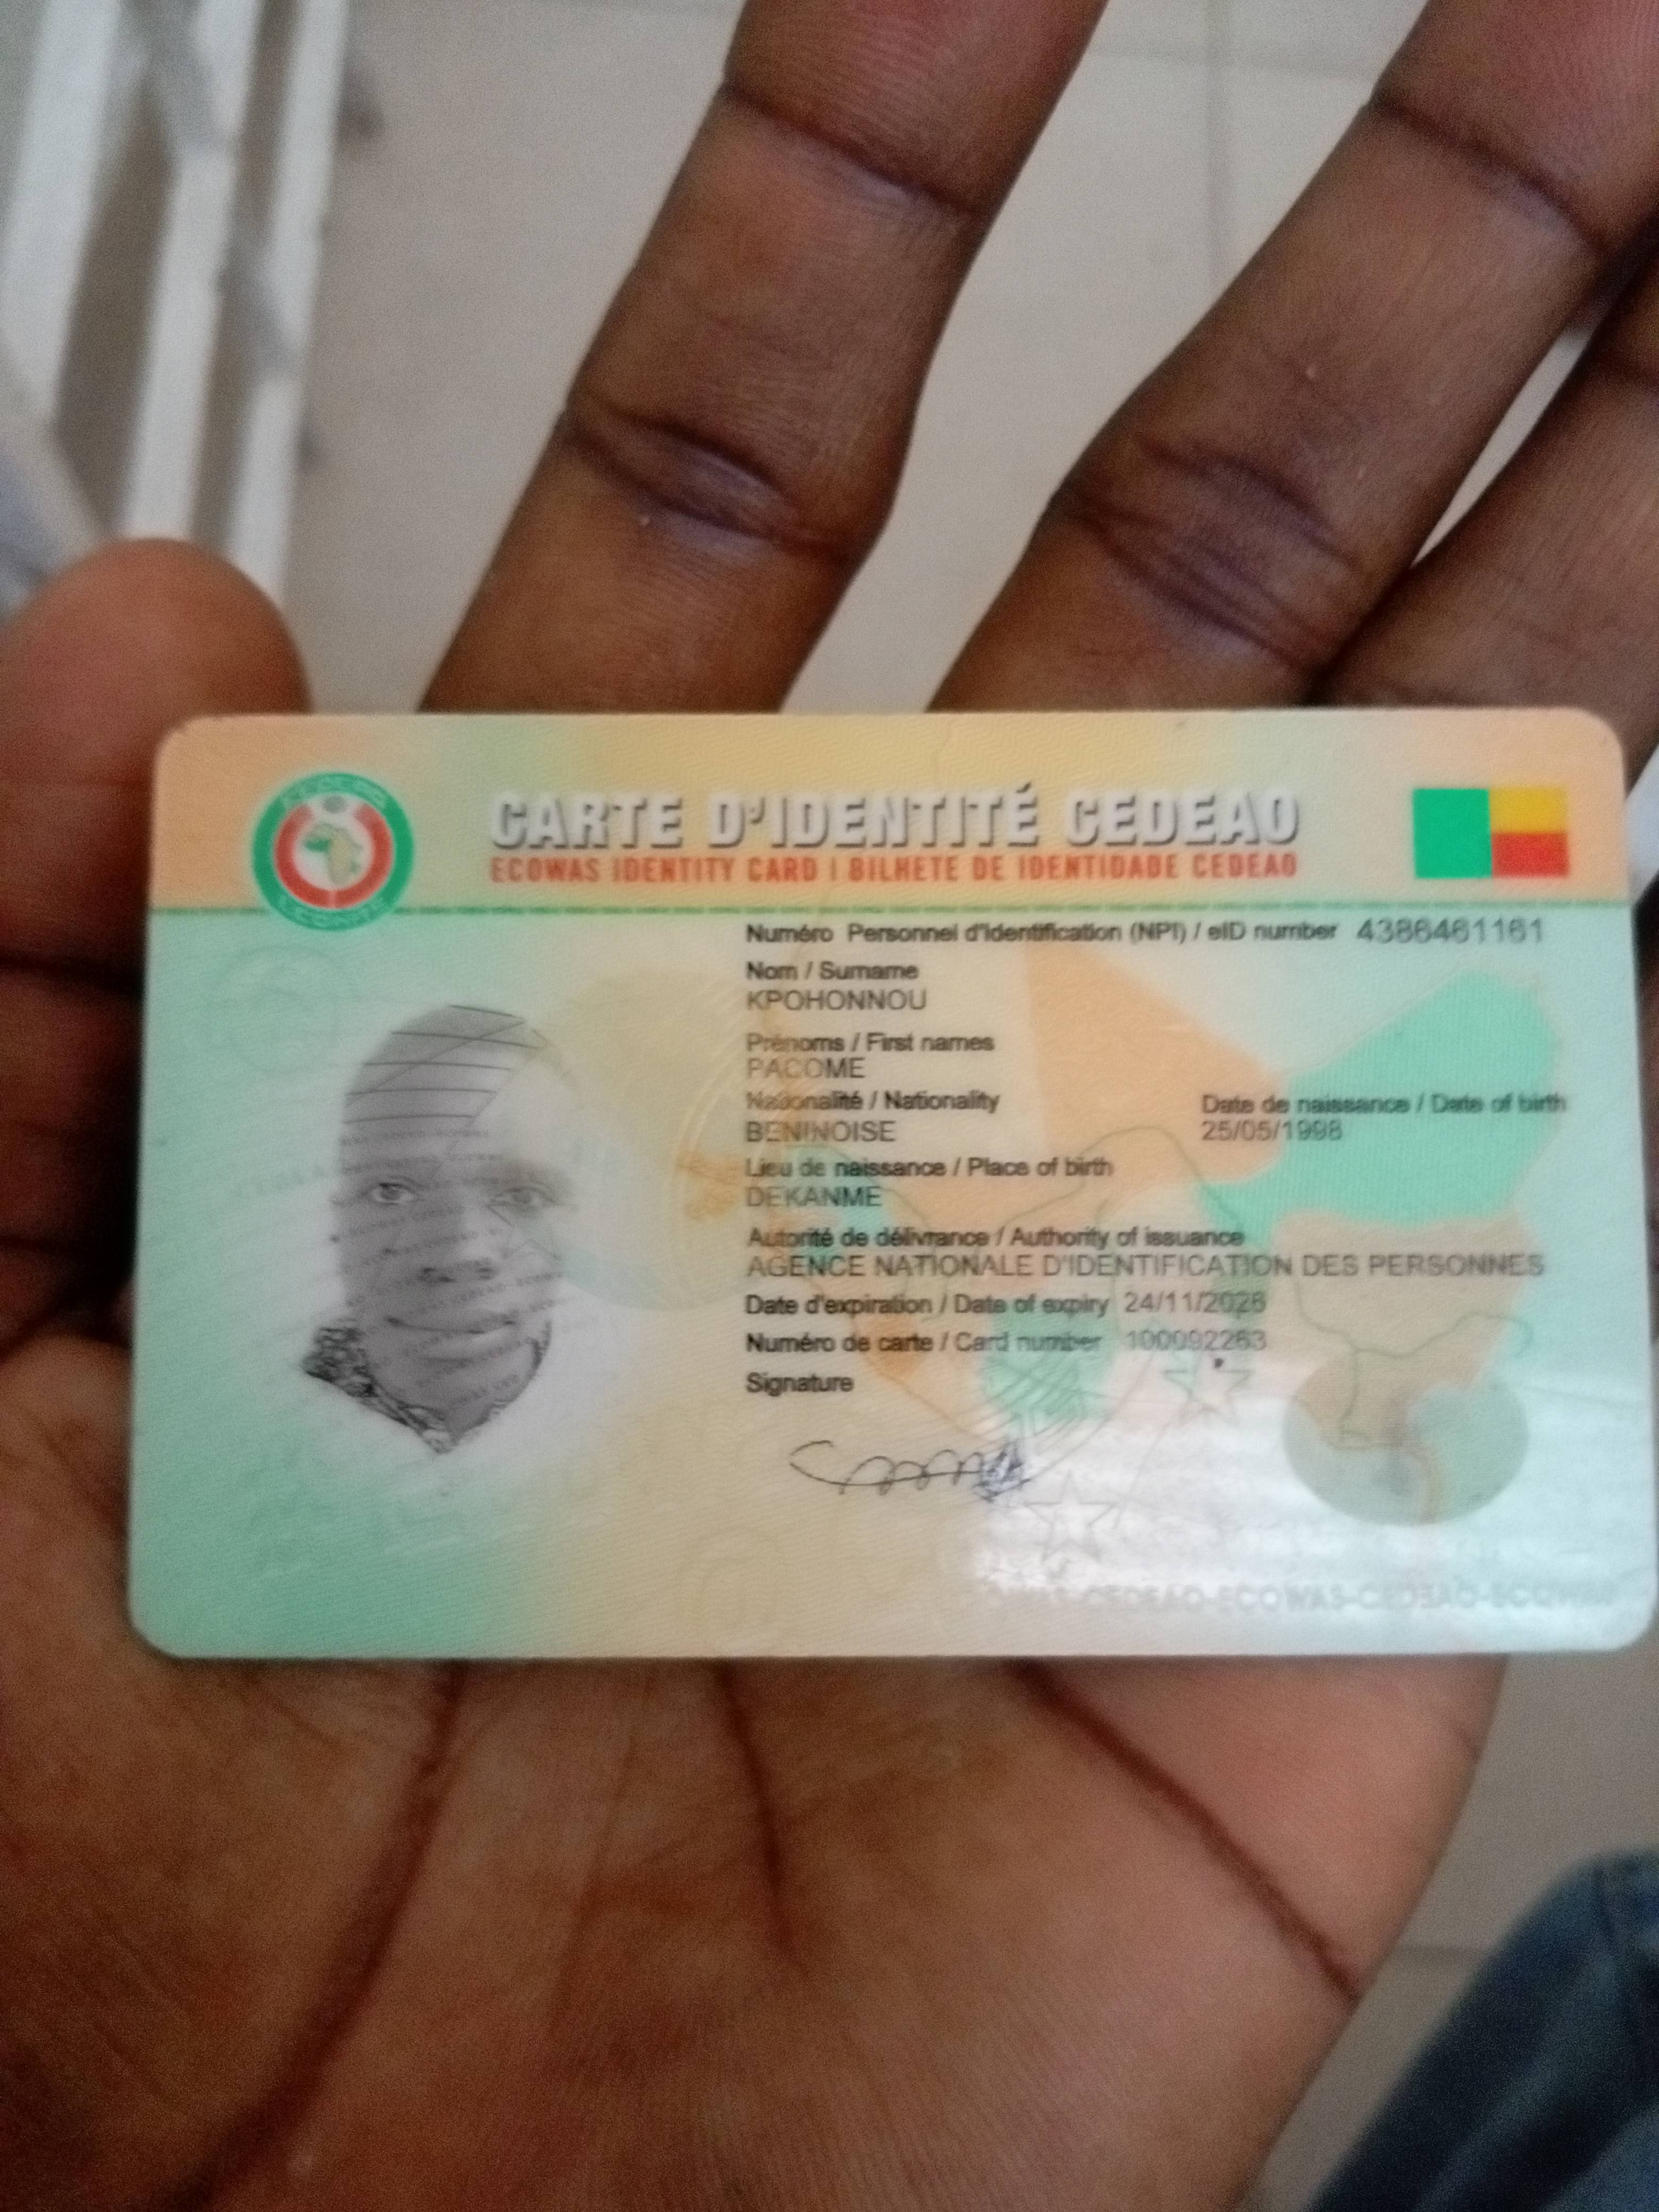 CARTE D'IDENTITÉ CEDEAO
ECOWAS IDENTITY CARD | BILHETE DE IDENTIDADE CEDEAO
Numéro Personnel d'Identification (NPI) / eID number 4386461161
Nom / Surname
KPOHONNOU
Prénoms / First names
PACOME
Nationalité / Nationality
BENINOISE
Date de naissance / Date of birth
25/05/1998
Lieu de naissance / Place of birth
DEKANME
Autorité de délivrance / Authority of issuance
AGENCE NATIONALE D'IDENTIFICATION DES PERSONNES
Date d'expiration / Date of expiry 24/11/2028
Numéro de carte / Card number 100092263
Signature
CEDEAO-ECOWAS-CEDEAO-ECOWAS